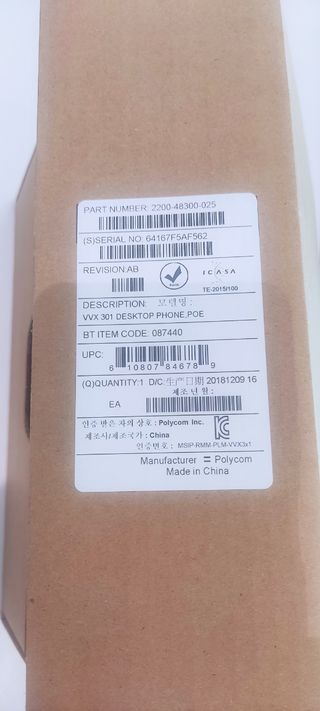 PART NUMBER: 2200-48300-025
(S)SERIAL NO: 64167F5AF562
REVISION:AB
ICASA
TE-2015/100
DESCRIPTION: 모델명:
VVX 301 DESKTOP PHONE,POE
BT ITEM CODE: 087440
UPC:
6 10807 84678 9
(Q)QUANTITY:1 D/C:生产日期 20181209 16
제조년월:
EA
인증 받은 자의 상호: Polycom Inc.
제조사/제조국가: China
인증번호: MSIP-RMM-PLM-VVX3x1
Manufacturer = Polycom
Made in China